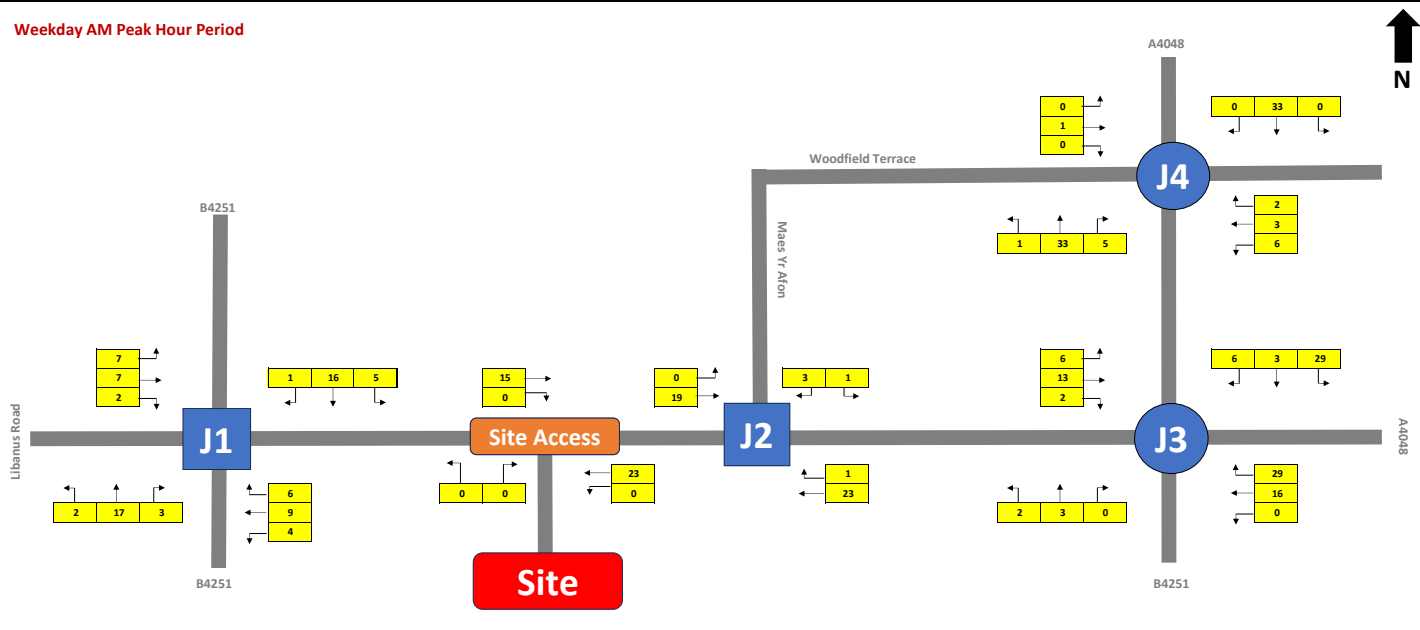 Weekday AM Peak Hour Period
N
A4048
0
1
0
0 33 0
Woodfield Terrace
J4
2
3
6
1 33 5
B4251
Maes Yr Afon
7
7
2
1 16 5
15
0
0
19
3 1
6
13
2
6 3 29
Libanus Road
J1
Site Access
J2
J3
A4048
2 17 3
6
9
4
0 0
23
0
1
23
2 3 0
29
16
0
B4251
Site
B4251